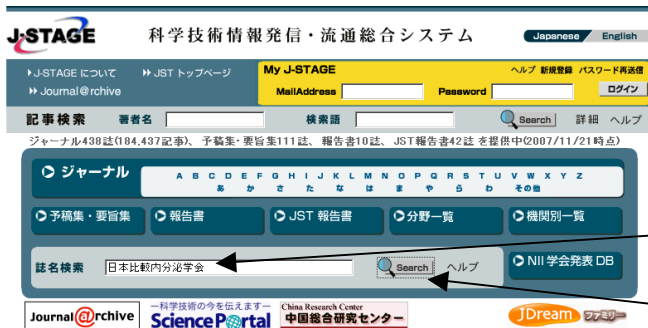 J-STAGE 科学技術情報発信・流通総合システム Japanese English
J-STAGE について JST トップページ My J-STAGE ヘルプ 新規登録 パスワード再送信
Journal@rchive MailAddress Password ログイン
記事検索 著者名 検索語 Search 詳細 ヘルプ
ジャーナル438誌(184,437記事)、予稿集・要旨集111誌、報告書10誌、JST報告書42誌 を提供中(2007/11/21時点)
ジャーナル A B C D E F G H I J K L M N O P Q R S T U V W X Y Z
あ か さ た な は ま や ら わ その他
予稿集・要旨集 報告書 JST 報告書 分野一覧 機関別一覧
誌名検索 日本比較内分泌学会 Search ヘルプ NII 学会発表 DB
Journal@rchive ー科学技術の今を伝えますー Science Portal China Research Center 中国総合研究センター JDream ファミリー